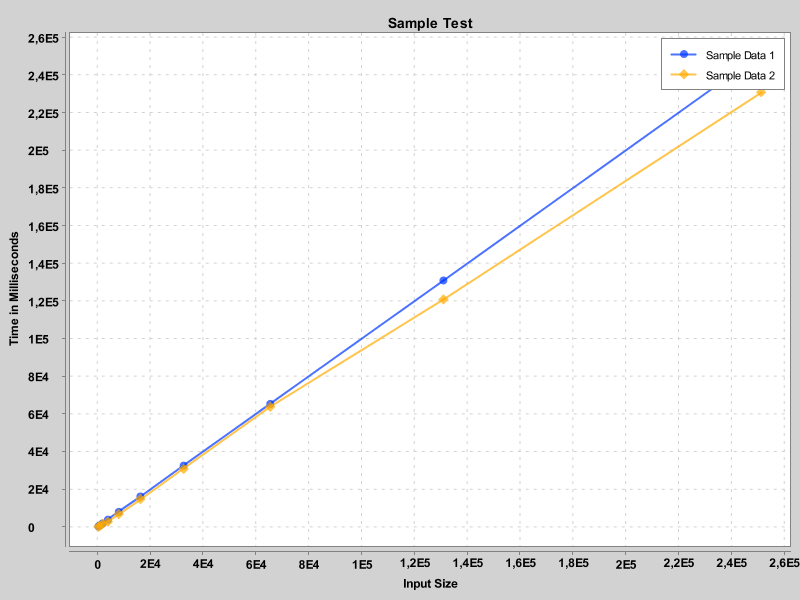 Sample Test
Sample Data 1
Sample Data 2
2,6E5
2,4E5
2,2E5
2E5
1,8E5
1,6E5
1,4E5
1,2E5
1E5
8E4
6E4
4E4
2E4
0
Time in Milliseconds
0 2E4 4E4 6E4 8E4 1E5 1,2E5 1,4E5 1,6E5 1,8E5 2E5 2,2E5 2,4E5 2,6E5
Input Size